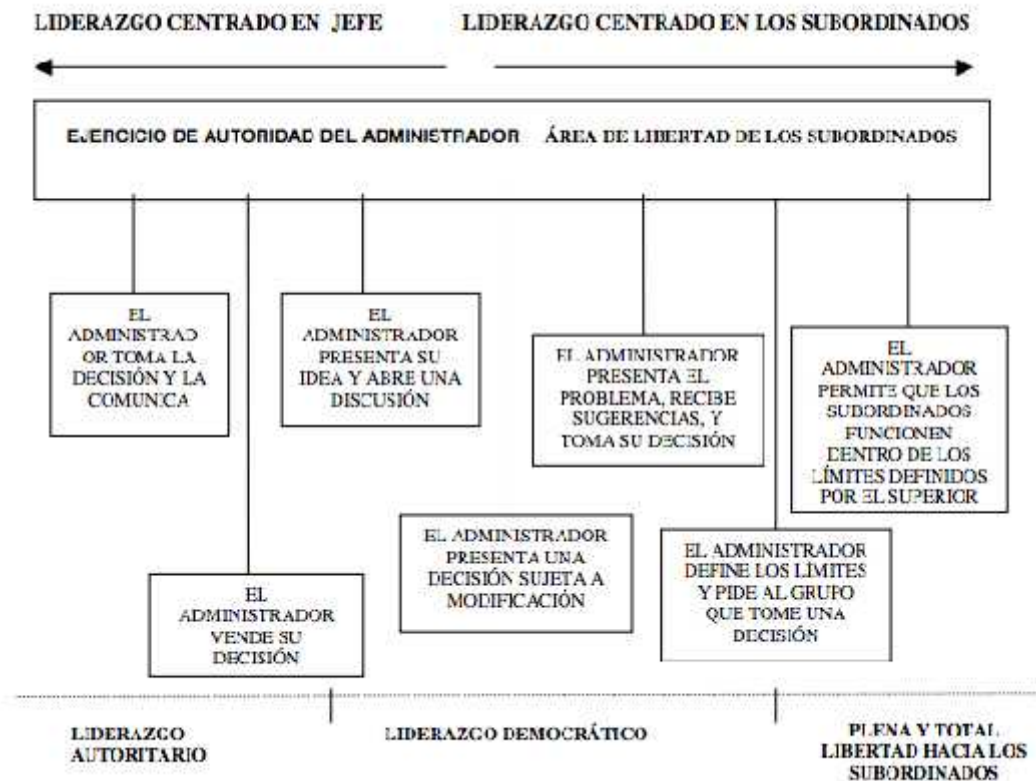 LIDERAZGO CENTRADO EN JEFE
LIDERAZGO CENTRADO EN LOS SUBORDINADOS
EJERCICIO DE AUTORIDAD DEL ADMINISTRADOR
ÁREA DE LIBERTAD DE LOS SUBORDINADOS
EL
ADMINISTRAD
OR TOMA LA
DECISIÓN Y LA
COMUNICA
EL
ADMINISTRADOR
PRESENTA SU
IDEA Y ABRE UNA
DISCUSIÓN
EL ADMINISTRADOR
PRESENTA EL
PROBLEMA, RECIBE
SUGERENCIAS, Y
TOMA SU DECISIÓN
EL
ADMINISTRADOR
PERMITE QUE LOS
SUBORDINADOS
FUNCIONEN
DENTRO DE LOS
LÍMITES DEFINIDOS
POR EL SUPERIOR
EL
ADMINISTRADOR
VENDE SU
DECISIÓN
EL ADMINISTRADOR
PRESENTA UNA
DECISIÓN SUJETA A
MODIFICACIÓN
EL ADMINISTRADOR
DEFINE LOS LÍMITES
Y PIDE AL GRUPO
QUE TOME UNA
DECISIÓN
LIDERAZGO
AUTORITARIO
LIDERAZGO DEMOCRÁTICO
PLENA Y TOTAL
LIBERTAD HACIA LOS
SUBORDINADOS